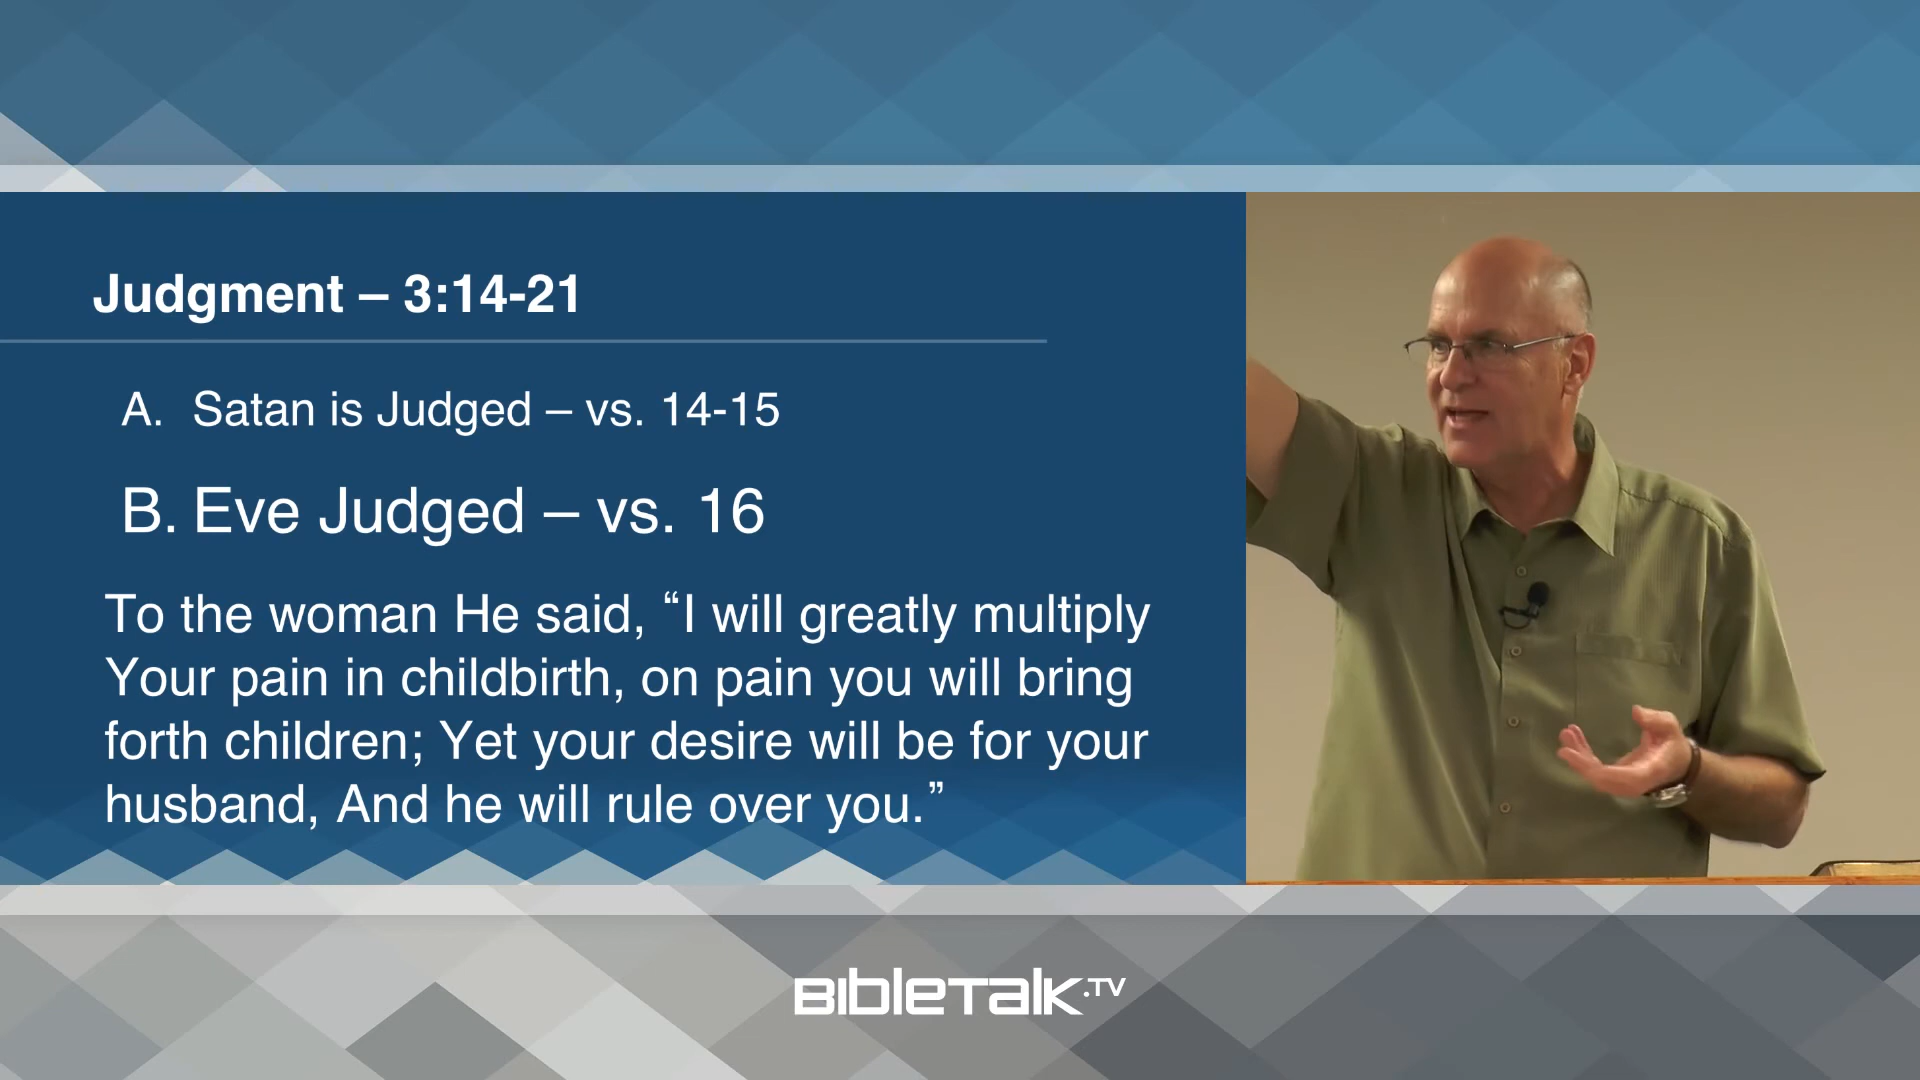 Judgment – 3:14-21
A. Satan is Judged – vs. 14-15
B. Eve Judged – vs. 16
To the woman He said, “I will greatly multiply
Your pain in childbirth, on pain you will bring
forth children; Yet your desire will be for your
husband, And he will rule over you.”
BIBLETALK.TV